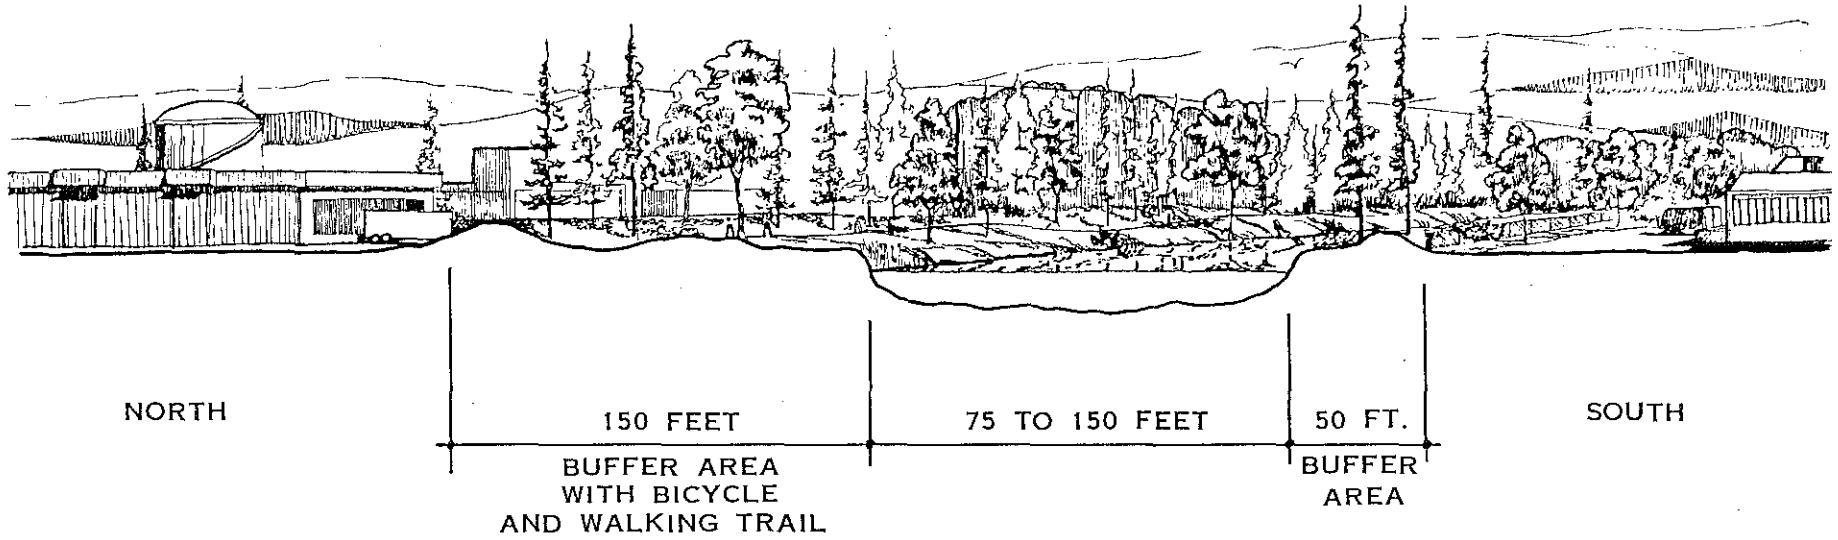 NORTH
150 FEET
75 TO 150 FEET
50 FT.
SOUTH
BUFFER AREA
WITH BICYCLE
AND WALKING TRAIL
BUFFER
AREA